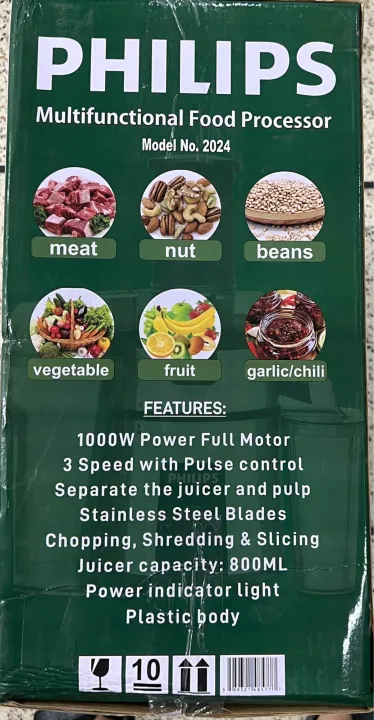 PHILIPS
Multifunctional Food Processor
Model No. 2024
meat nut beans
vegetable fruit garlic/chili
FEATURES:
1000W Power Full Motor
3 Speed with Pulse control
Separate the juicer and pulp
Stainless Steel Blades
Chopping, Shredding & Slicing
Juicer capacity: 800ML
Power indicator light
Plastic body
10